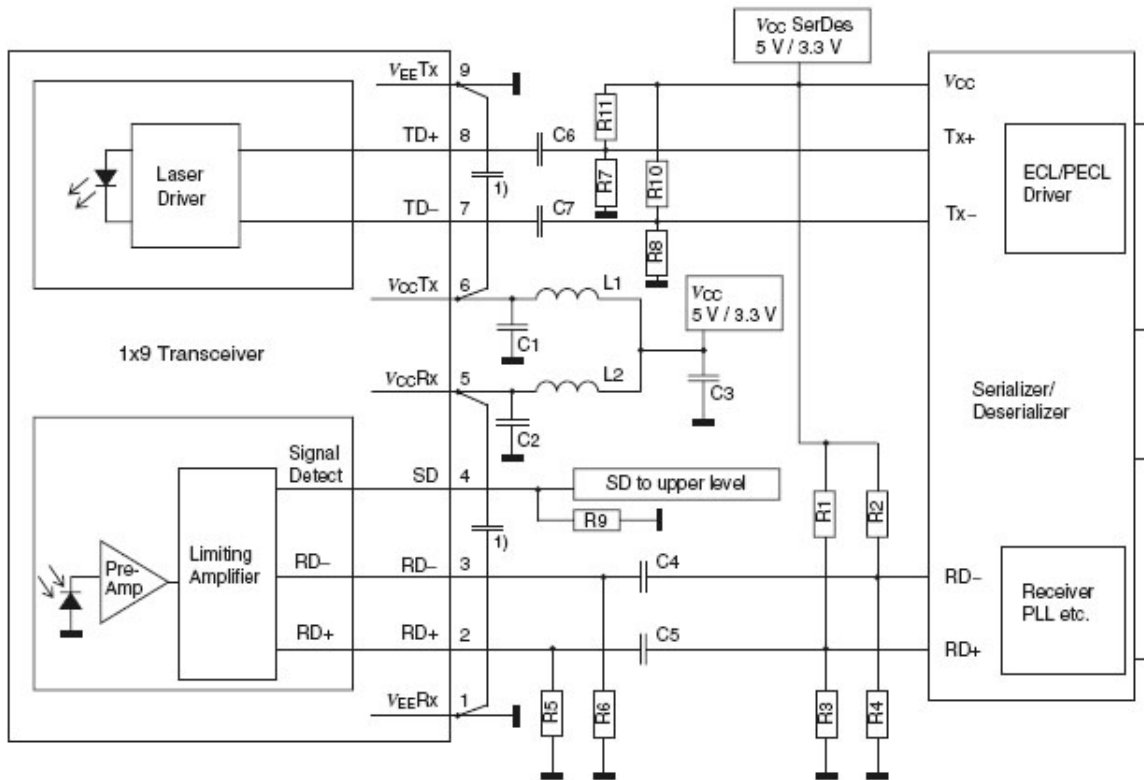 VCC SerDes
5 V / 3.3 V
VEETx
9
VCC
TD+
8
C6
R11
Tx+
Laser
Driver
1)
R7
R10
ECL/PECL
Driver
TD−
7
C7
Tx−
R8
VCCTx
6
L1
VCC
5 V / 3.3 V
C1
1x9 Transceiver
VCCRx
5
L2
C3
Serializer/
Deserializer
C2
Signal
Detect
SD
4
SD to upper level
R9
R1
R2
1)
Pre-
Amp
Limiting
Amplifier
RD−
RD−
3
C4
RD−
Receiver
PLL etc.
RD+
RD+
2
C5
RD+
VEERx
1
R5
R6
R3
R4